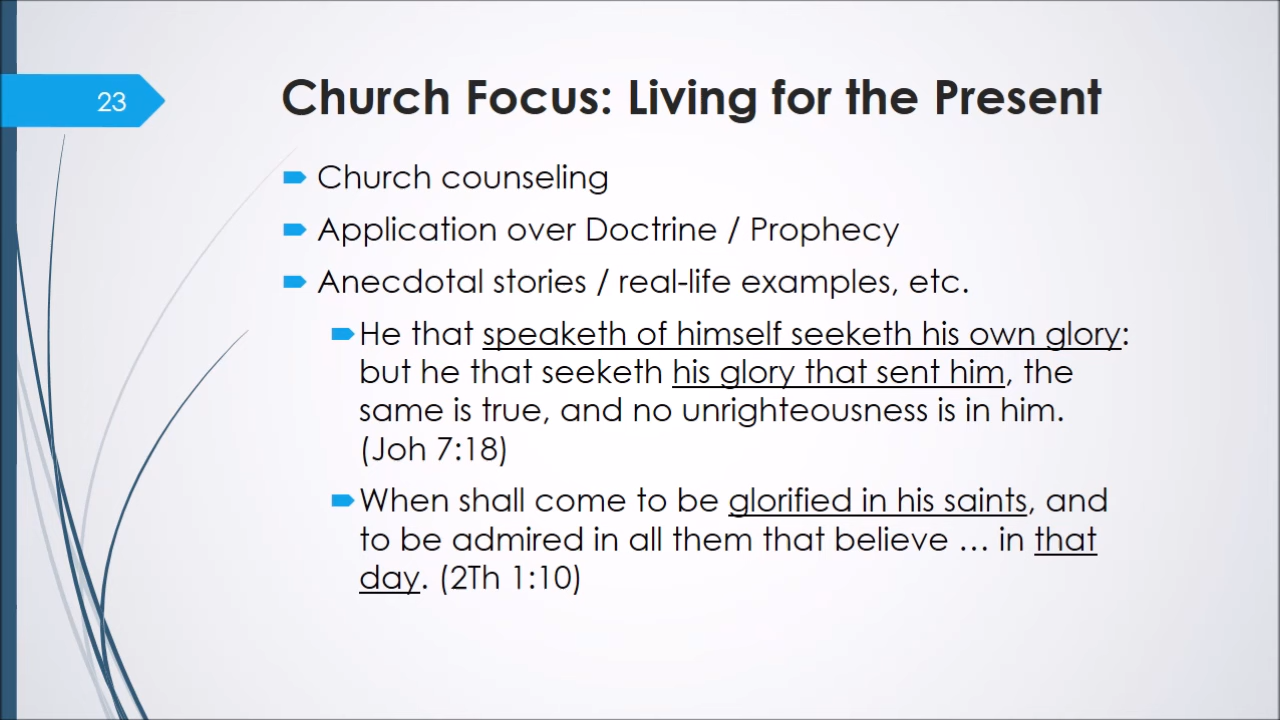 23
Church Focus: Living for the Present
Church counseling
Application over Doctrine / Prophecy
Anecdotal stories / real-life examples, etc.
He that speaketh of himself seeketh his own glory:
but he that seeketh his glory that sent him, the
same is true, and no unrighteousness is in him.
(Joh 7:18)
When shall come to be glorified in his saints, and
to be admired in all them that believe … in that
day. (2Th 1:10)